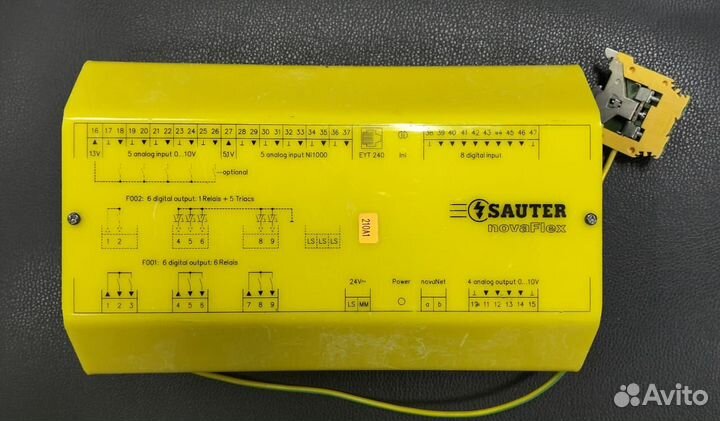 16 17 18 19 20 21 22 23 24 25 26 27 28 29 30 31 32 33 34 35 36 37 38 39 40 41 42 43 44 45 46 47
13V 5 analog input 0...10V 5,1V 5 analog input NI1000 EYT-240 Ini 8 digital input
optional
F002: 6 digital output: 1 Relais + 5 Triacs
SAUTER
novaFlex
210A1
1 2 4 5 6 8 9 LS LS LS
F001: 6 digital output: 6 Relais
24V~ Power novaNet 4 analog output 0...10V
1 2 3 4 5 6 7 8 9 LS MM a b 10 11 12 13 14 15
Avito